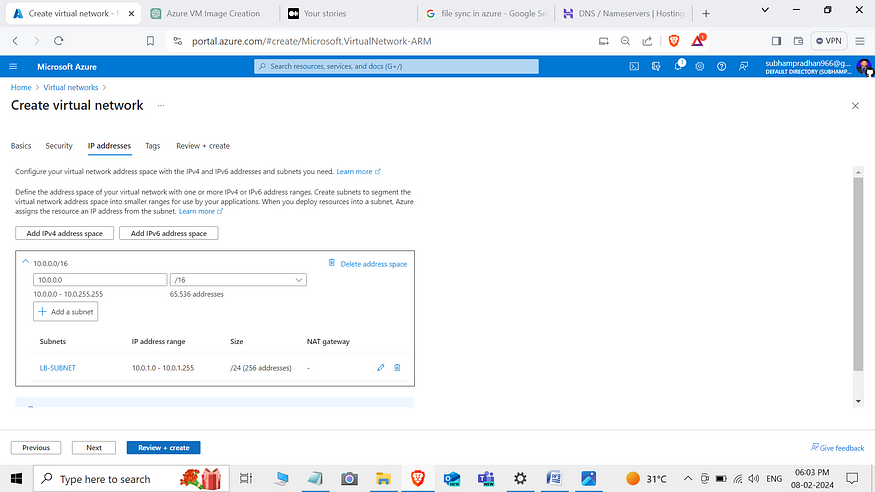 Create virtual network -
Azure VM Image Creation
Your stories
file sync in azure - Google Se
DNS / Nameservers | Hosting
portal.azure.com/#create/Microsoft.VirtualNetwork-ARM
VPN
Microsoft Azure
Search resources, services, and docs (G+/)
1
subhampradhan966@g...
DEFAULT DIRECTORY (SUBHAMP...
Home > Virtual networks >
Create virtual network ...
Basics Security IP addresses Tags Review + create
Configure your virtual network address space with the IPv4 and IPv6 addresses and subnets you need. Learn more
Define the address space of your virtual network with one or more IPv4 or IPv6 address ranges. Create subnets to segment the
virtual network address space into smaller ranges for use by your applications. When you deploy resources into a subnet, Azure
assigns the resource an IP address from the subnet. Learn more
Add IPv4 address space Add IPv6 address space
10.0.0.0/16 Delete address space
10.0.0.0 /16
10.0.0.0 - 10.0.255.255 65,536 addresses
+ Add a subnet
Subnets IP address range Size NAT gateway
LB-SUBNET 10.0.1.0 - 10.0.1.255 /24 (256 addresses) -
Previous Next Review + create Give feedback
Type here to search
31°C
ENG
06:03 PM
08-02-2024